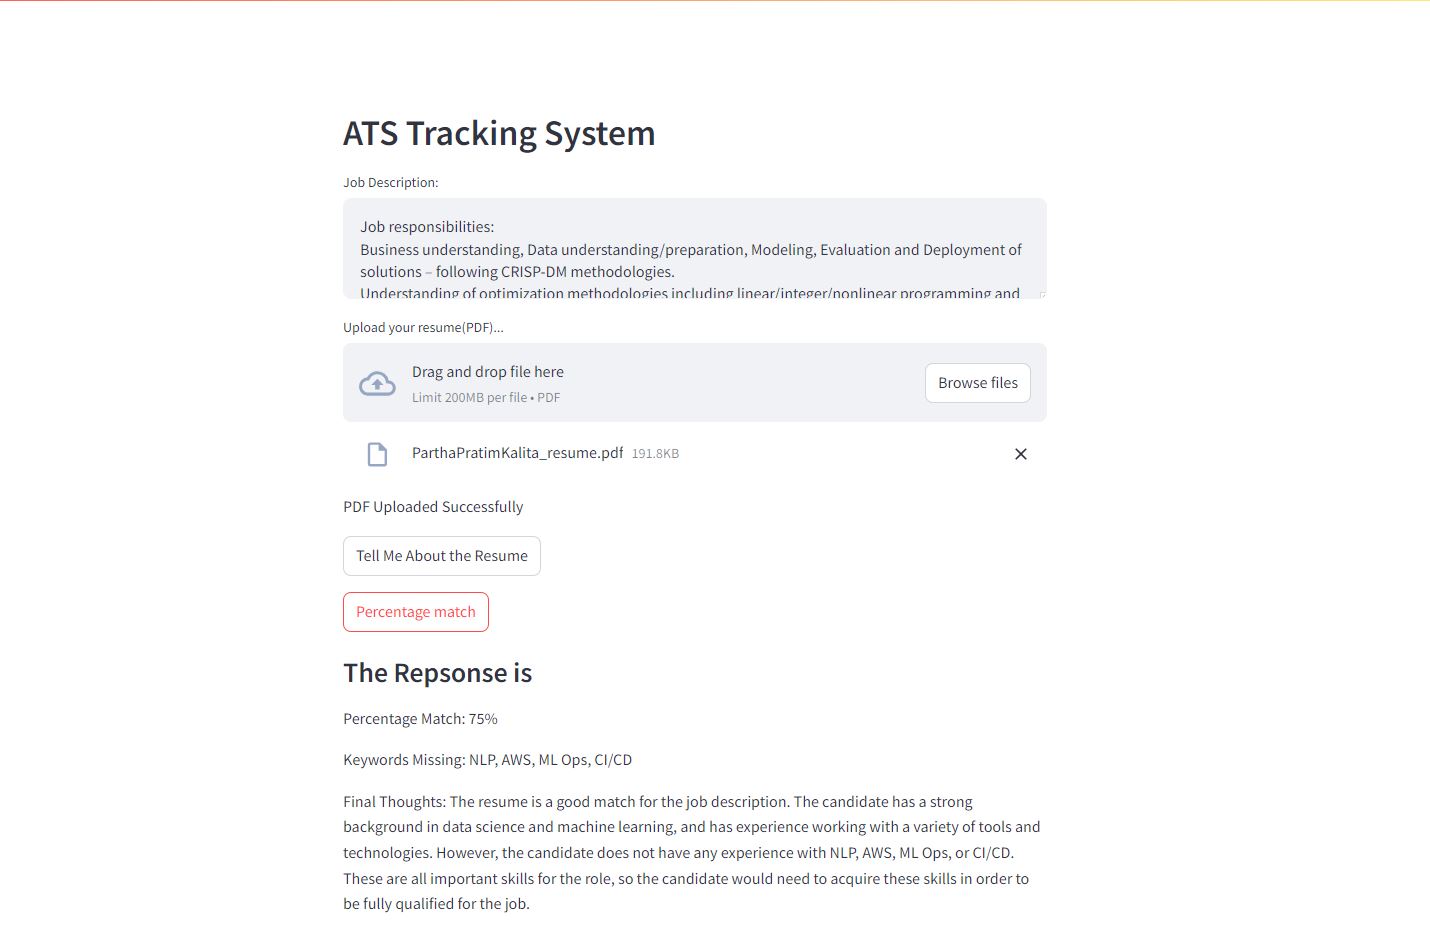 ATS Tracking System
Job Description:
Job responsibilities:
Business understanding, Data understanding/preparation, Modeling, Evaluation and Deployment of
solutions – following CRISP-DM methodologies.
Understanding of optimization methodologies including linear/integer/nonlinear programming and
Upload your resume(PDF)...
Drag and drop file here
Limit 200MB per file • PDF
Browse files
ParthaPratimKalita_resume.pdf 191.8KB
PDF Uploaded Successfully
Tell Me About the Resume
Percentage match
The Repsonse is
Percentage Match: 75%
Keywords Missing: NLP, AWS, ML Ops, CI/CD
Final Thoughts: The resume is a good match for the job description. The candidate has a strong
background in data science and machine learning, and has experience working with a variety of tools and
technologies. However, the candidate does not have any experience with NLP, AWS, ML Ops, or CI/CD.
These are all important skills for the role, so the candidate would need to acquire these skills in order to
be fully qualified for the job.